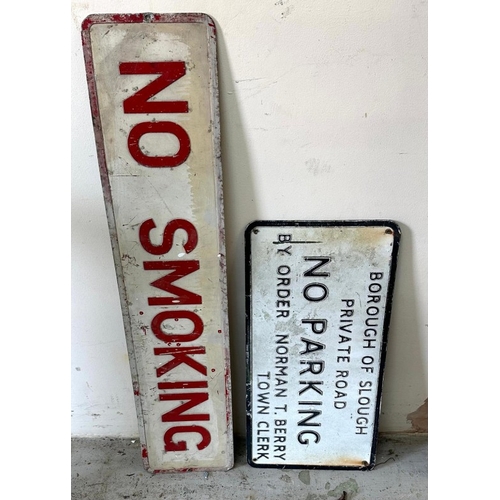 NO SMOKING
BOROUGH OF SLOUGH
PRIVATE ROAD
NO PARKING
BY ORDER NORMAN T. BERRY
TOWN CLERK